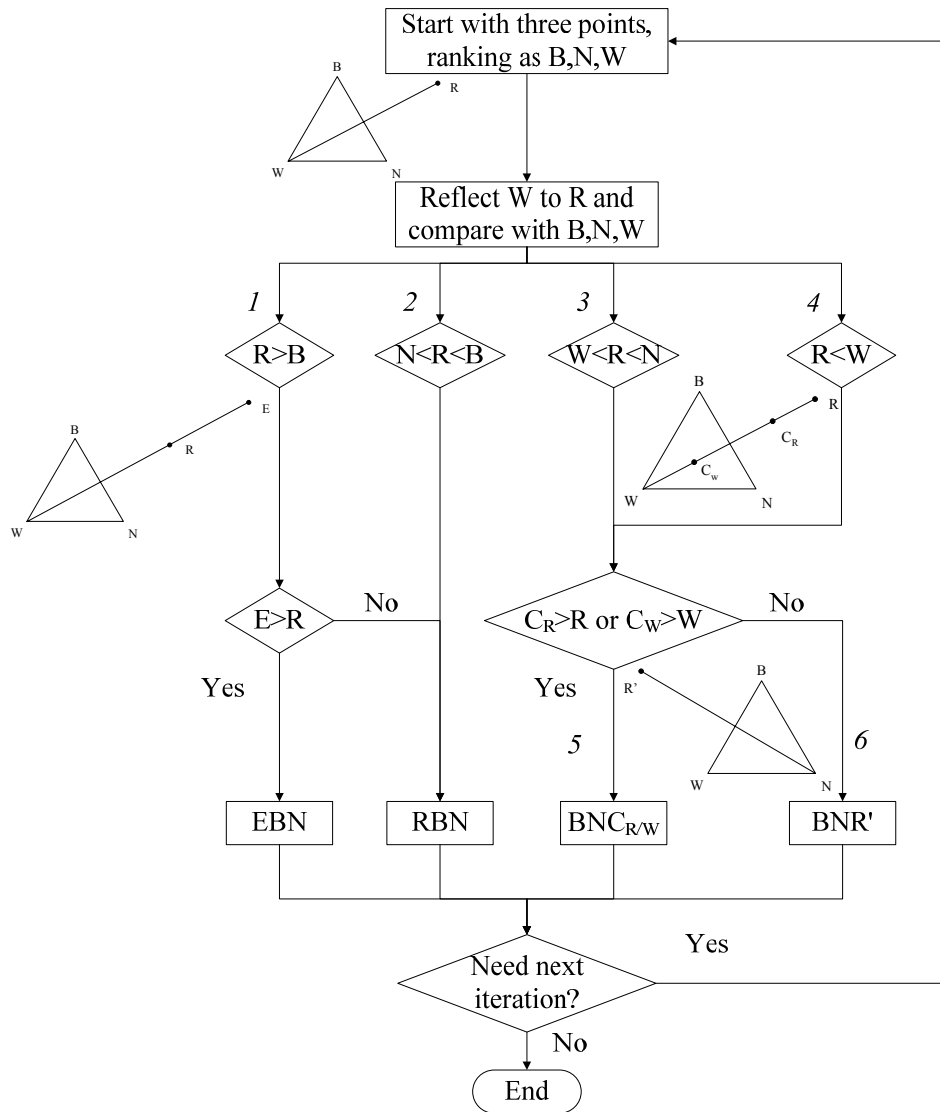 Start with three points,
ranking as B,N,W
B
R
W
N
Reflect W to R and
compare with B,N,W
1
2
3
4
R>B
N<R<B
W<R<N
R<W
B
E
R
W
N
B
R
C_R
C_w
W
N
E>R
No
Yes
C_R>R or C_W>W
No
Yes
R’
B
W
N
5
6
EBN
RBN
BNC_R/W
BNR'
Need next
iteration?
Yes
No
End